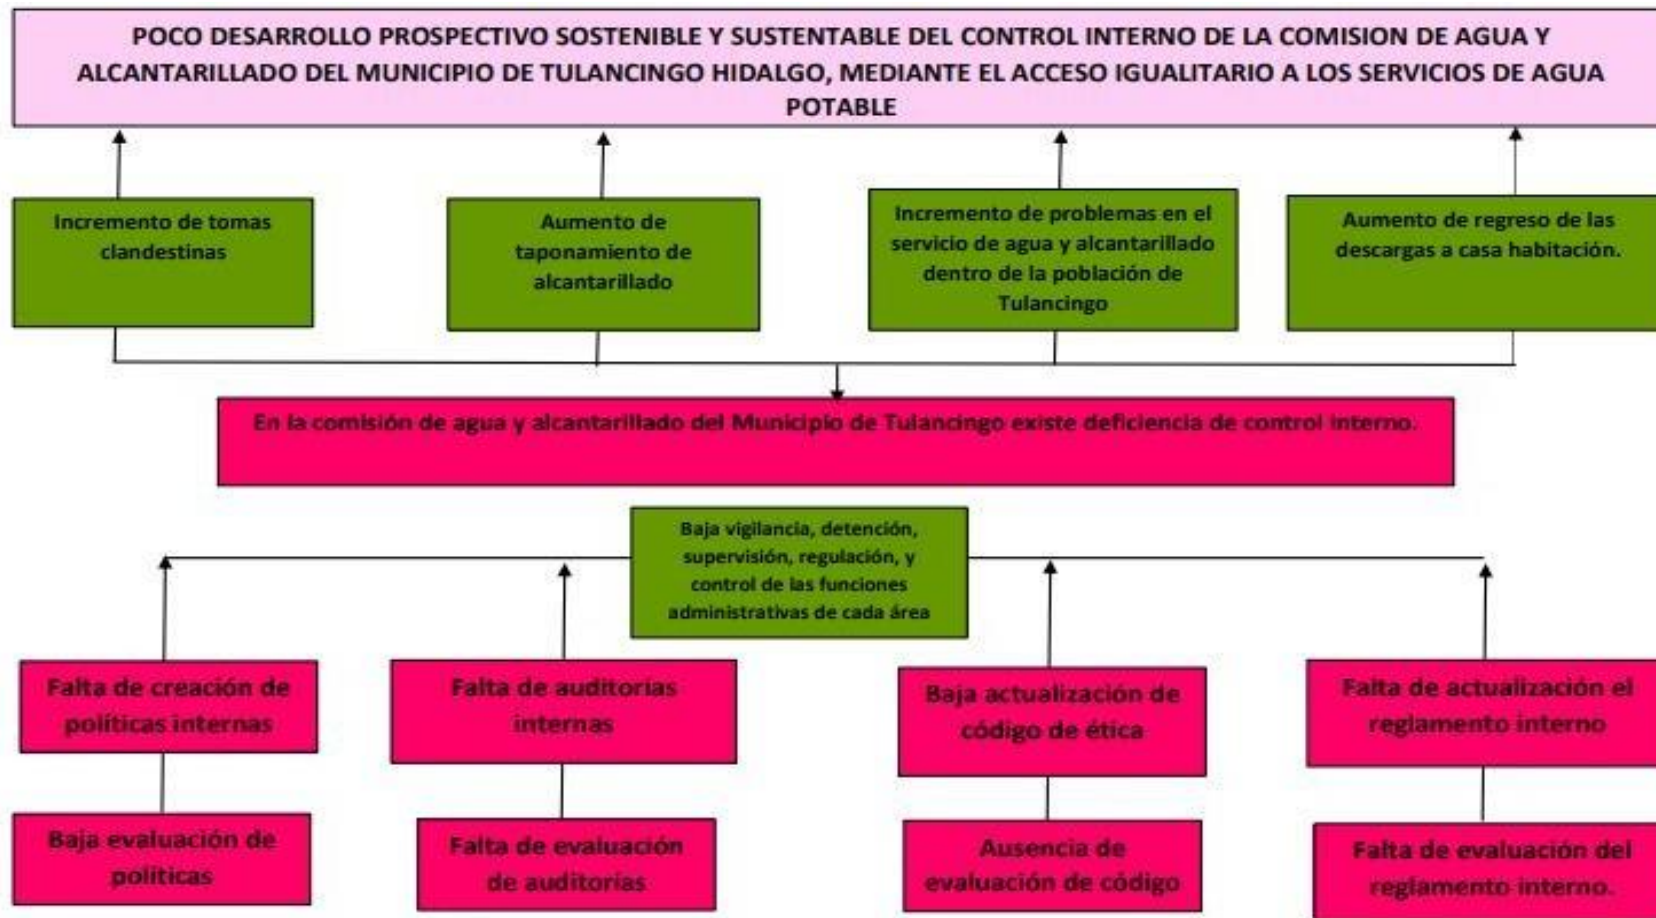 POCO DESARROLLO PROSPECTIVO SOSTENIBLE Y SUSTENTABLE DEL CONTROL INTERNO DE LA COMISION DE AGUA Y
ALCANTARILLADO DEL MUNICIPIO DE TULANCINGO HIDALGO, MEDIANTE EL ACCESO IGUALITARIO A LOS SERVICIOS DE AGUA
POTABLE
Incremento de tomas
clandestinas
Aumento de
taponamiento de
alcantarillado
Incremento de problemas en el
servicio de agua y alcantarillado
dentro de la población de
Tulancingo
Aumento de regreso de las
descargas a casa habitación.
En la comisión de agua y alcantarillado del Municipio de Tulancingo existe deficiencia de control interno.
Baja vigilancia, detención,
supervisión, regulación, y
control de las funciones
administrativas de cada área
Falta de creación de
políticas internas
Falta de auditorías
internas
Baja actualización de
código de ética
Falta de actualización el
reglamento interno
Baja evaluación de
políticas
Falta de evaluación
de auditorías
Ausencia de
evaluación de código
Falta de evaluación del
reglamento interno.